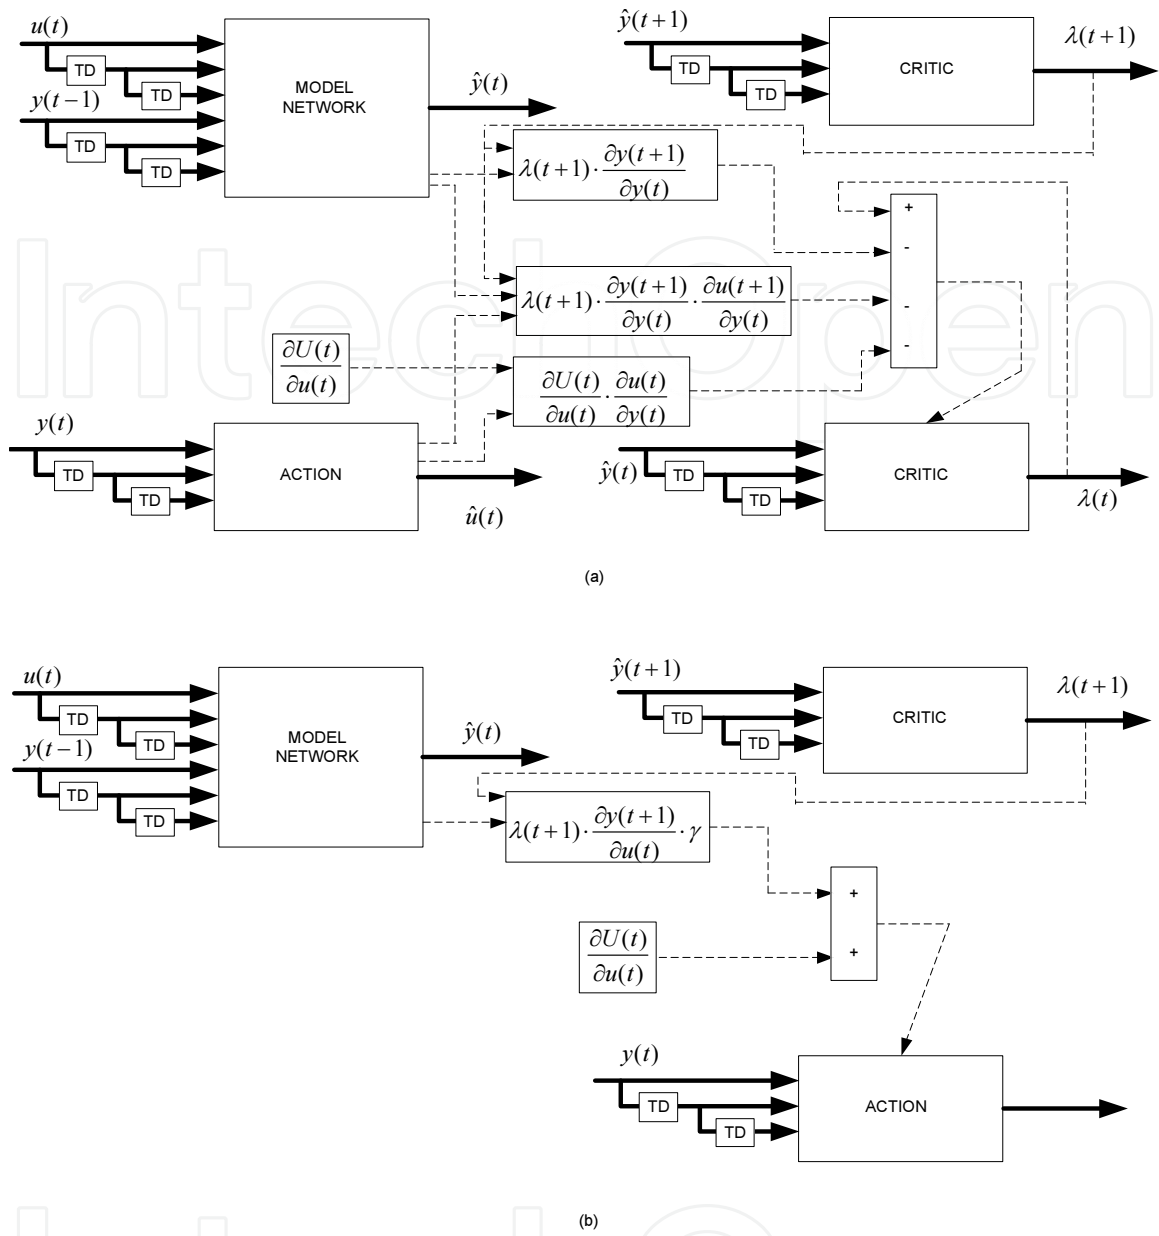 u(t)
TD
TD
y(t−1)
TD
TD
MODEL
NETWORK
ŷ(t)
ŷ(t+1)
TD
TD
CRITIC
λ(t+1)
λ(t+1)·∂y(t+1)/∂y(t)
λ(t+1)·∂y(t+1)/∂y(t)·∂u(t+1)/∂y(t)
∂U(t)/∂u(t)
∂U(t)/∂u(t)·∂u(t)/∂y(t)
+
-
-
-
y(t)
TD
TD
ACTION
û(t)
ŷ(t)
TD
TD
CRITIC
λ(t)
(a)
IntechOpen
u(t)
TD
TD
y(t−1)
TD
TD
MODEL
NETWORK
ŷ(t)
ŷ(t+1)
TD
TD
CRITIC
λ(t+1)
λ(t+1)·∂y(t+1)/∂u(t)·γ
∂U(t)/∂u(t)
+
+
y(t)
TD
TD
ACTION
(b)